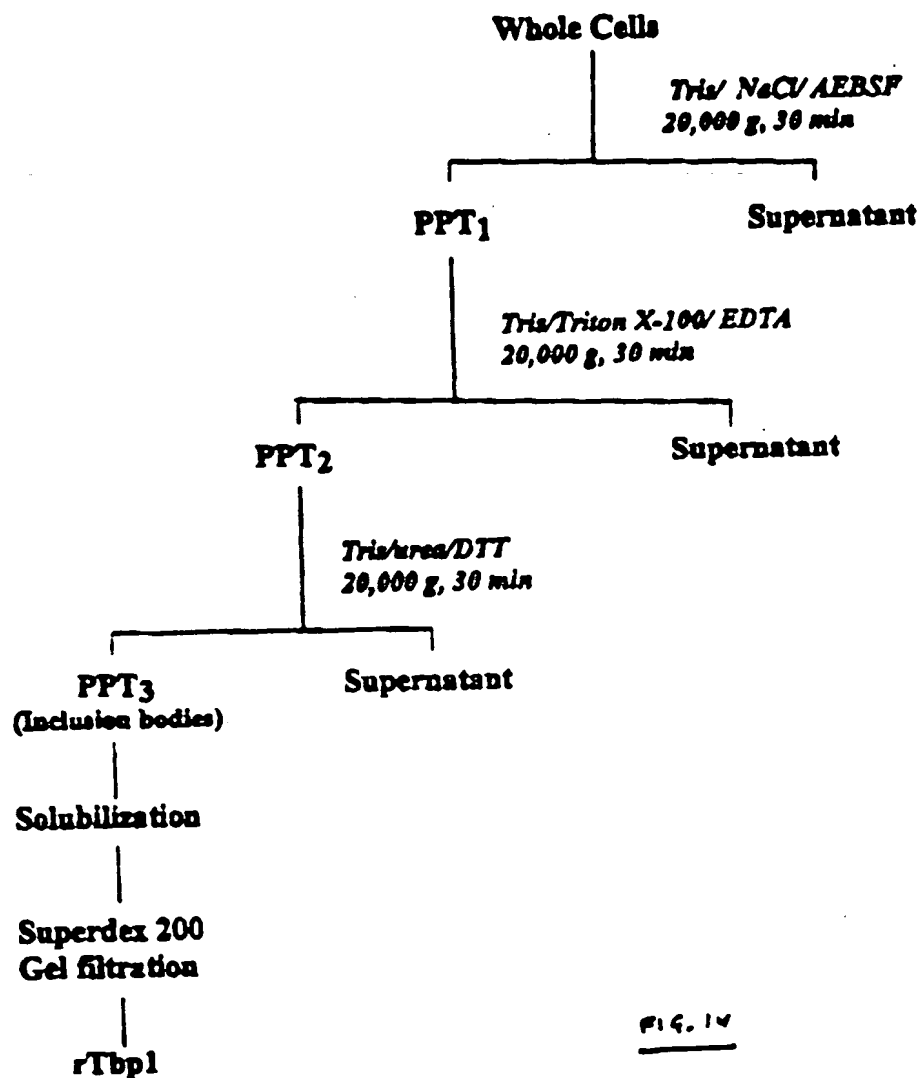 Whole Cells
Tris/ NaCl/ AEBSF
20,000 g, 30 min
PPT1 Supernatant
Tris/Triton X-100/ EDTA
20,000 g, 30 min
PPT2 Supernatant
Tris/urea/DTT
20,000 g, 30 min
PPT3 Supernatant
(Inclusion bodies)
Solubilization
Superdex 200
Gel filtration
rTbp1
FIG.